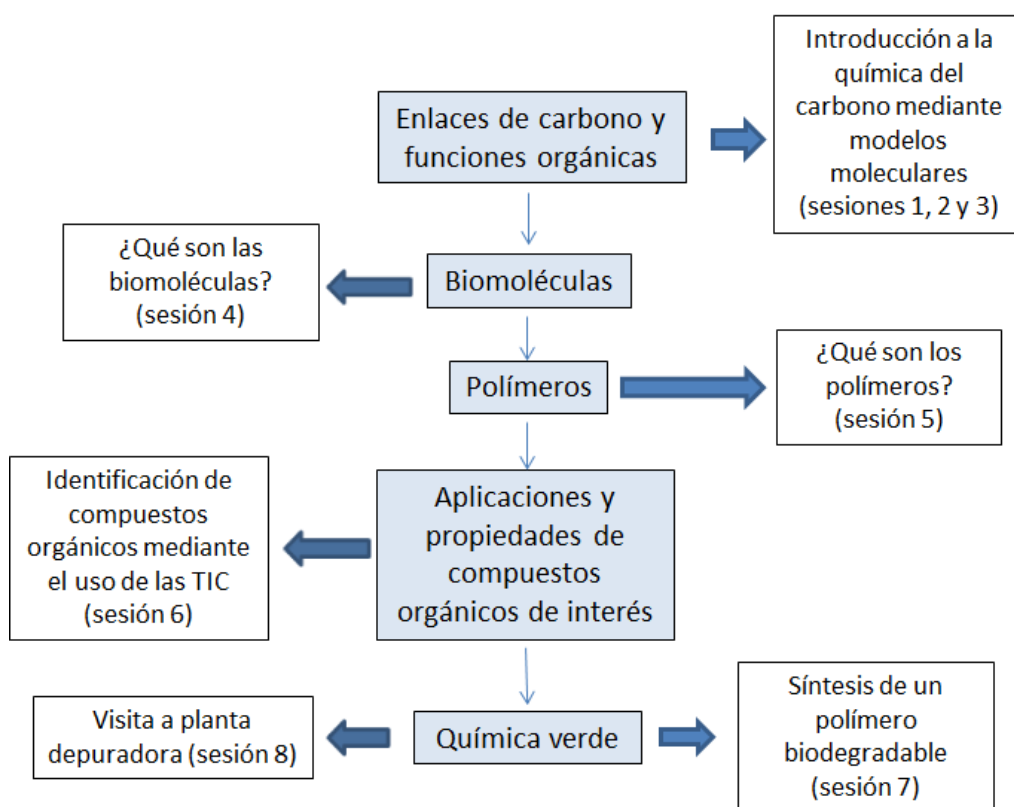 Introducción a la
química del
carbono mediante
modelos
moleculares
(sesiones 1, 2 y 3)
Enlaces de carbono y
funciones orgánicas
¿Qué son las
biomoléculas?
(sesión 4)
Biomoléculas
Polímeros
¿Qué son los
polímeros?
(sesión 5)
Identificación de
compuestos
orgánicos mediante
el uso de las TIC
(sesión 6)
Aplicaciones y
propiedades de
compuestos
orgánicos de interés
Visita a planta
depuradora (sesión 8)
Química verde
Síntesis de un
polímero
biodegradable
(sesión 7)